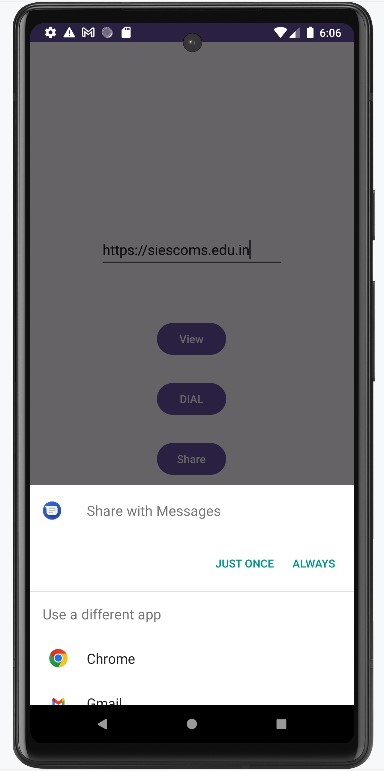 6:06
https://siescoms.edu.in
View
DIAL
Share
Share with Messages
JUST ONCE ALWAYS
Use a different app
Chrome
Gmail